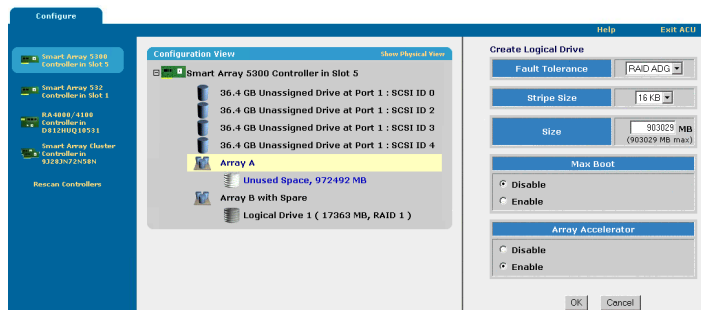 Configure
Help
Exit ACU
Smart Array 5300
Controller in Slot 5
Smart Array 532
Controller in Slot 1
RA4000/4100
Controller in
D812HUQ10531
Smart Array Cluster
Controller in
9J28JN72N58N
Rescan Controllers
Configuration View
Show Physical View
Smart Array 5300 Controller in Slot 5
36.4 GB Unassigned Drive at Port 1 : SCSI ID 0
36.4 GB Unassigned Drive at Port 1 : SCSI ID 2
36.4 GB Unassigned Drive at Port 1 : SCSI ID 3
36.4 GB Unassigned Drive at Port 1 : SCSI ID 4
Array A
Unused Space, 972492 MB
Array B with Spare
Logical Drive 1 ( 17363 MB, RAID 1 )
Create Logical Drive
Fault Tolerance
RAID ADG
Stripe Size
16 KB
Size
903029 MB
(903029 MB max)
Max Boot
Disable
Enable
Array Accelerator
Disable
Enable
OK
Cancel